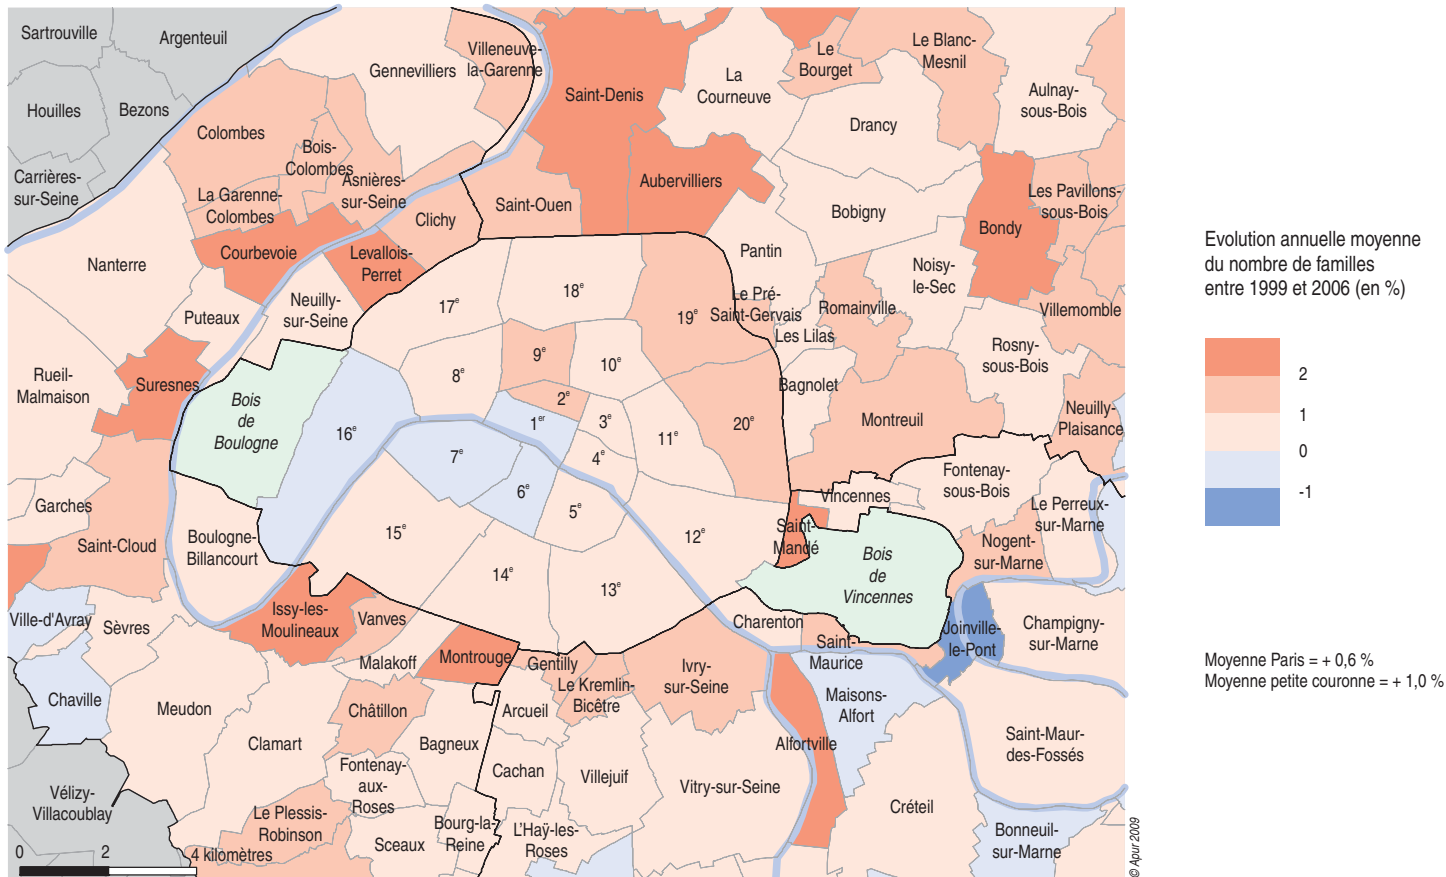 Sartrouville
Argenteuil
Houilles
Bezons
Carrières-
sur-Seine
Gennevilliers
Villeneuve-
la-Garenne
Colombes
Bois-
Colombes
Asnières-
sur-Seine
La Garenne-
Colombes
Courbevoie
Levallois-
Perret
Clichy
Saint-Ouen
Saint-Denis
Aubervilliers
La
Courneuve
Le
Bourget
Le Blanc-
Mesnil
Aulnay-
sous-Bois
Drancy
Bobigny
Bondy
Les Pavillons-
sous-Bois
Pantin
Noisy-
le-Sec
Le Pré-
Saint-Gervais
Les Lilas
Romainville
Villemomble
Rosny-
sous-Bois
Bagnolet
Montreuil
Neuilly-
Plaisance
Nanterre
Puteaux
Neuilly-
sur-Seine
Rueil-
Malmaison
Suresnes
Bois
de
Boulogne
17e
18e
19e
8e
9e
10e
2e
3e
1er
16e
7e
4e
11e
20e
6e
5e
15e
14e
13e
12e
Garches
Saint-Cloud
Boulogne-
Billancourt
Vincennes
Saint-
Mandé
Bois
de
Vincennes
Fontenay-
sous-Bois
Le Perreux-
sur-Marne
Nogent-
sur-Marne
Ville-d'Avray
Sèvres
Issy-les-
Moulineaux
Vanves
Malakoff
Montrouge
Gentilly
Le Kremlin-
Bicêtre
Ivry-
sur-Seine
Charenton
Saint-
Maurice
Joinville-
le-Pont
Champigny-
sur-Marne
Chaville
Meudon
Châtillon
Clamart
Bagneux
Arcueil
Cachan
Villejuif
Vitry-sur-Seine
Alfortville
Maisons-
Alfort
Saint-Maur-
des-Fossés
Vélizy-
Villacoublay
Fontenay-
aux-
Roses
Le Plessis-
Robinson
Sceaux
Bourg-la-
Reine
L'Haÿ-les-
Roses
Créteil
Bonneuil-
sur-Marne
0 2 4 kilomètres
© Apur 2009
Evolution annuelle moyenne
du nombre de familles
entre 1999 et 2006 (en %)
2
1
0
-1
Moyenne Paris = + 0,6 %
Moyenne petite couronne = + 1,0 %